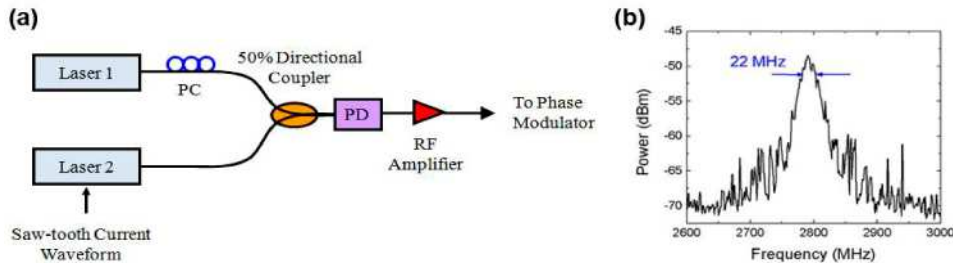 (a)
Laser 1
PC
50% Directional
Coupler
PD
RF
Amplifier
To Phase
Modulator
Laser 2
Saw-tooth Current
Waveform
(b)
-45
-50
-55
-60
-65
-70
Power (dBm)
22 MHz
2600
2700
2800
2900
3000
Frequency (MHz)